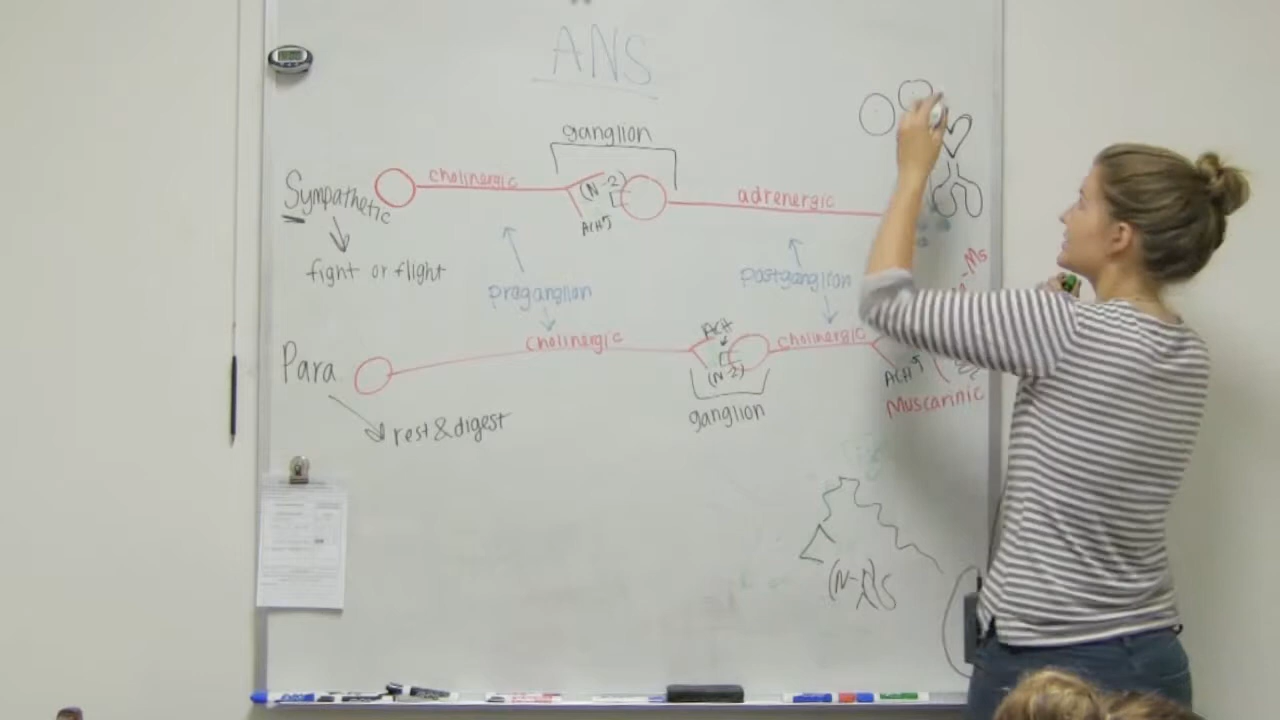 ANS
ganglion
Sympathetic
cholinergic
(N-2)
ACH
adrenergic
fight or flight
preganglion
postganglion
Ms
Para
cholinergic
ACH
(N-2)
cholinergic
ACH
Muscarinic
ganglion
rest & digest